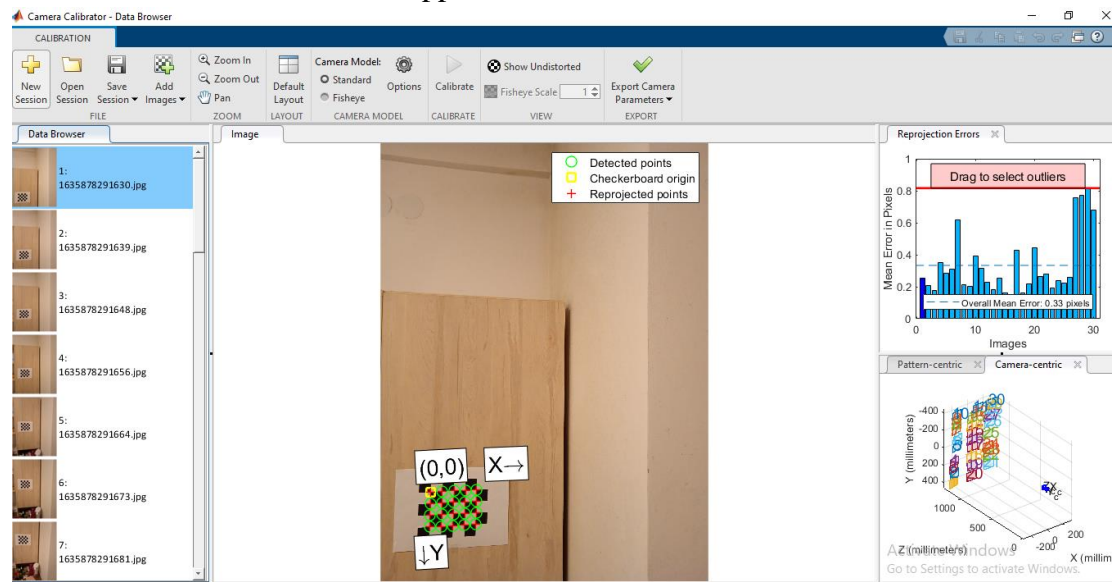 Camera Calibrator - Data Browser
CALIBRATION
New Session
Open Session
Save Session
Add Images
FILE
Zoom In
Zoom Out
Pan
ZOOM
Default Layout
LAYOUT
Camera Model:
Standard
Fisheye
Options
CAMERA MODEL
Calibrate
CALIBRATE
Show Undistorted
Fisheye Scale 1
VIEW
Export Camera Parameters
EXPORT
Data Browser
1:
1635878291630.jpg
2:
1635878291639.jpg
3:
1635878291648.jpg
4:
1635878291656.jpg
5:
1635878291664.jpg
6:
1635878291673.jpg
7:
1635878291681.jpg
Image
Detected points
Checkerboard origin
Reprojected points
(0,0)
X→
↓Y
Reprojection Errors
Drag to select outliers
Mean Error in Pixels
1
0.8
0.6
0.4
0.2
0
Overall Mean Error: 0.33 pixels
0 10 20 30
Images
Pattern-centric
Camera-centric
Y (millimeters)
-400
-200
0
200
400
1000
500
0
Z (millimeters)
-200
0
200
X (millim
Activate Windows
Go to Settings to activate Windows.